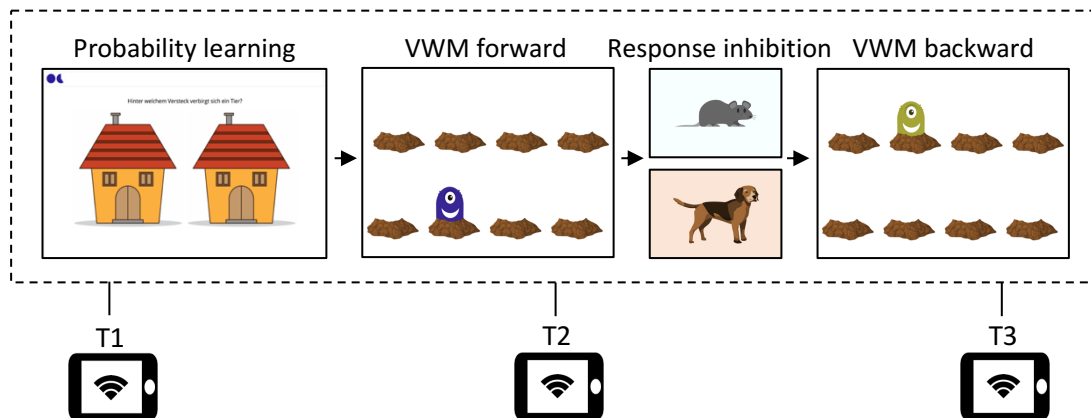 Probability learning
VWM forward
Response inhibition
VWM backward
Hinter welchem Versteck verbirgt sich ein Tier?
T1
T2
T3